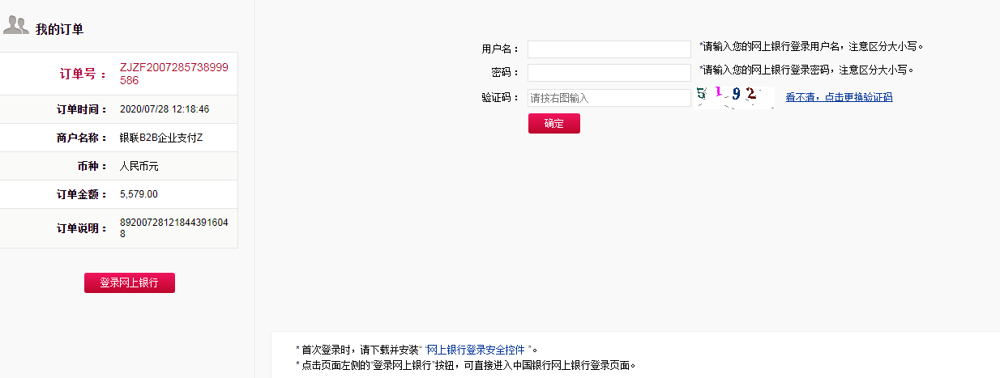 我的订单
订单号： ZJZF2007285738999
586
订单时间： 2020/07/28 12:18:46
商户名称： 银联B2B企业支付Z
币种： 人民币元
订单金额： 5,579.00
订单说明： 89200728121844391604
8
登录网上银行
用户名： *请输入您的网上银行登录用户名，注意区分大小写。
密码： *请输入您的网上银行登录密码，注意区分大小写。
验证码： 请按右图输入 5192 看不清，点击更换验证码
确定
* 首次登录时，请下载并安装“ “网上银行登录安全控件 ”。
* 点击页面左侧的“登录网上银行”按钮，可直接进入中国银行网上银行登录页面。